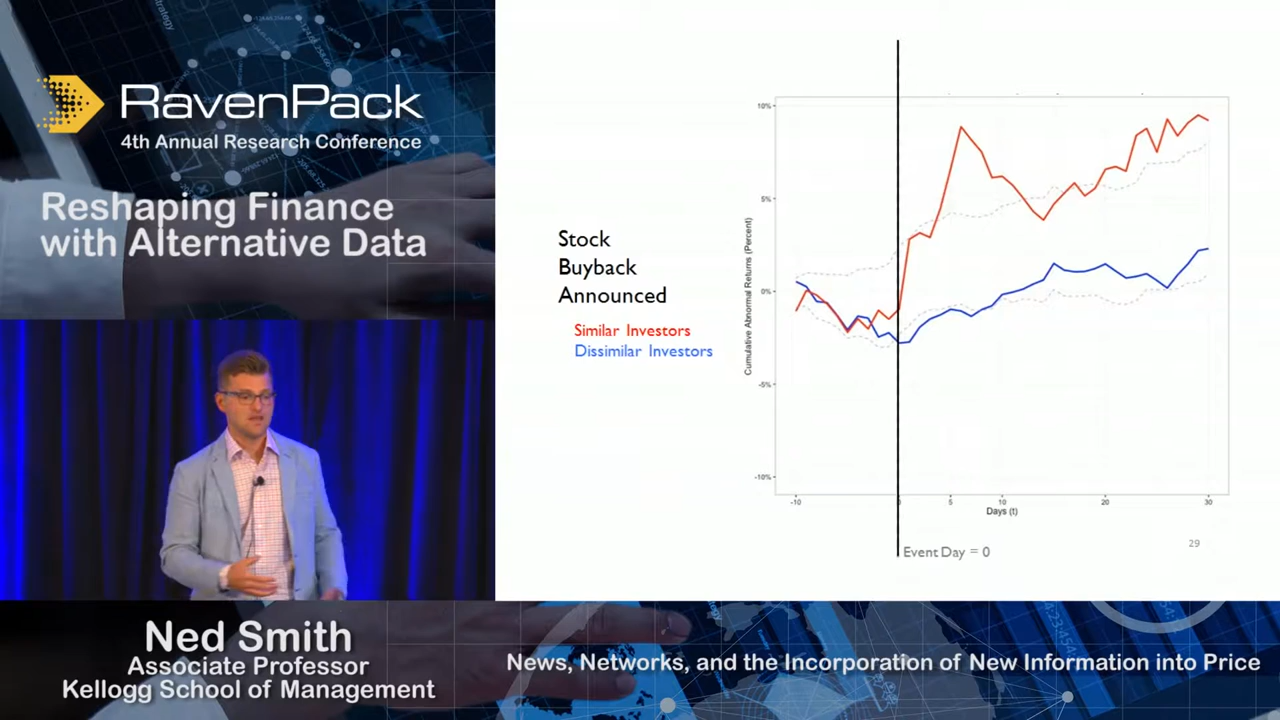 RavenPack
4th Annual Research Conference
Reshaping Finance
with Alternative Data
Stock
Buyback
Announced
Similar Investors
Dissimilar Investors
Cumulative Abnormal Returns (Percent)
10%
5%
0%
-5%
-10%
-10
5
10
20
30
Days (t)
Event Day = 0
29
Ned Smith
Associate Professor
Kellogg School of Management
News, Networks, and the Incorporation of New Information into Price